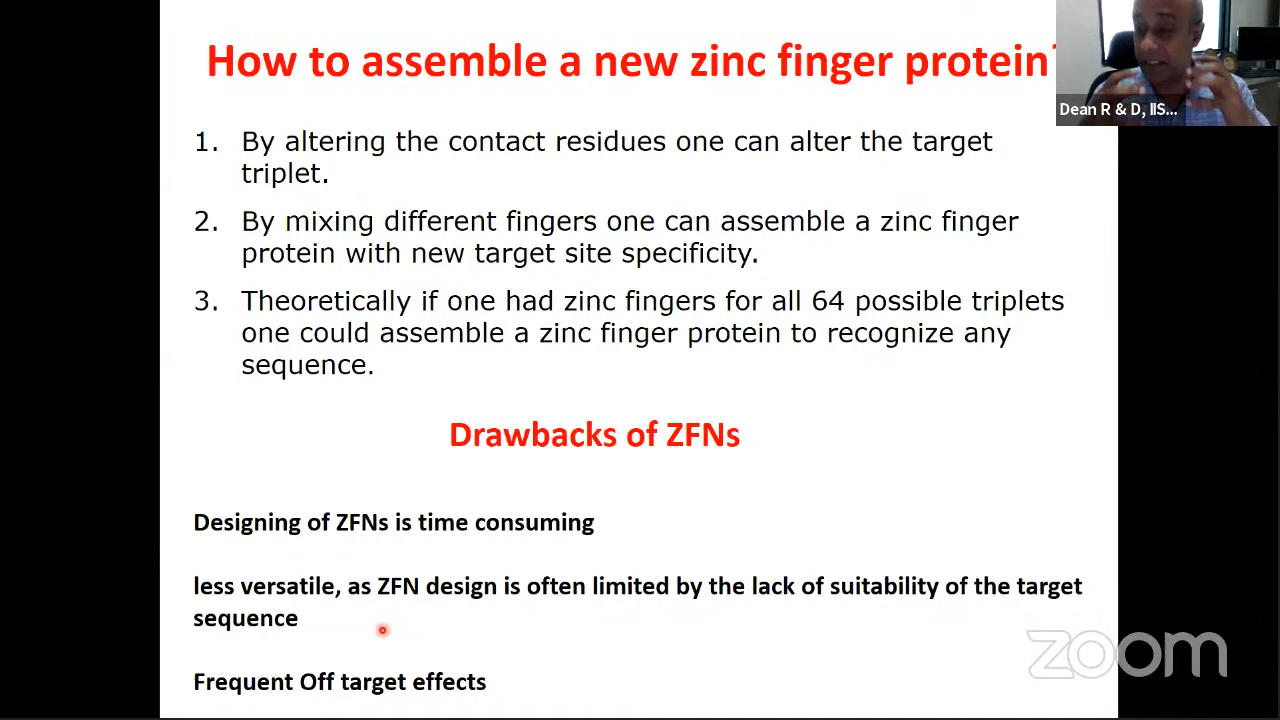 How to assemble a new zinc finger protein?
Dean R & D, IIS...
1. By altering the contact residues one can alter the target
triplet.
2. By mixing different fingers one can assemble a zinc finger
protein with new target site specificity.
3. Theoretically if one had zinc fingers for all 64 possible triplets
one could assemble a zinc finger protein to recognize any
sequence.
Drawbacks of ZFNs
Designing of ZFNs is time consuming
less versatile, as ZFN design is often limited by the lack of suitability of the target
sequence
Frequent Off target effects
zoom